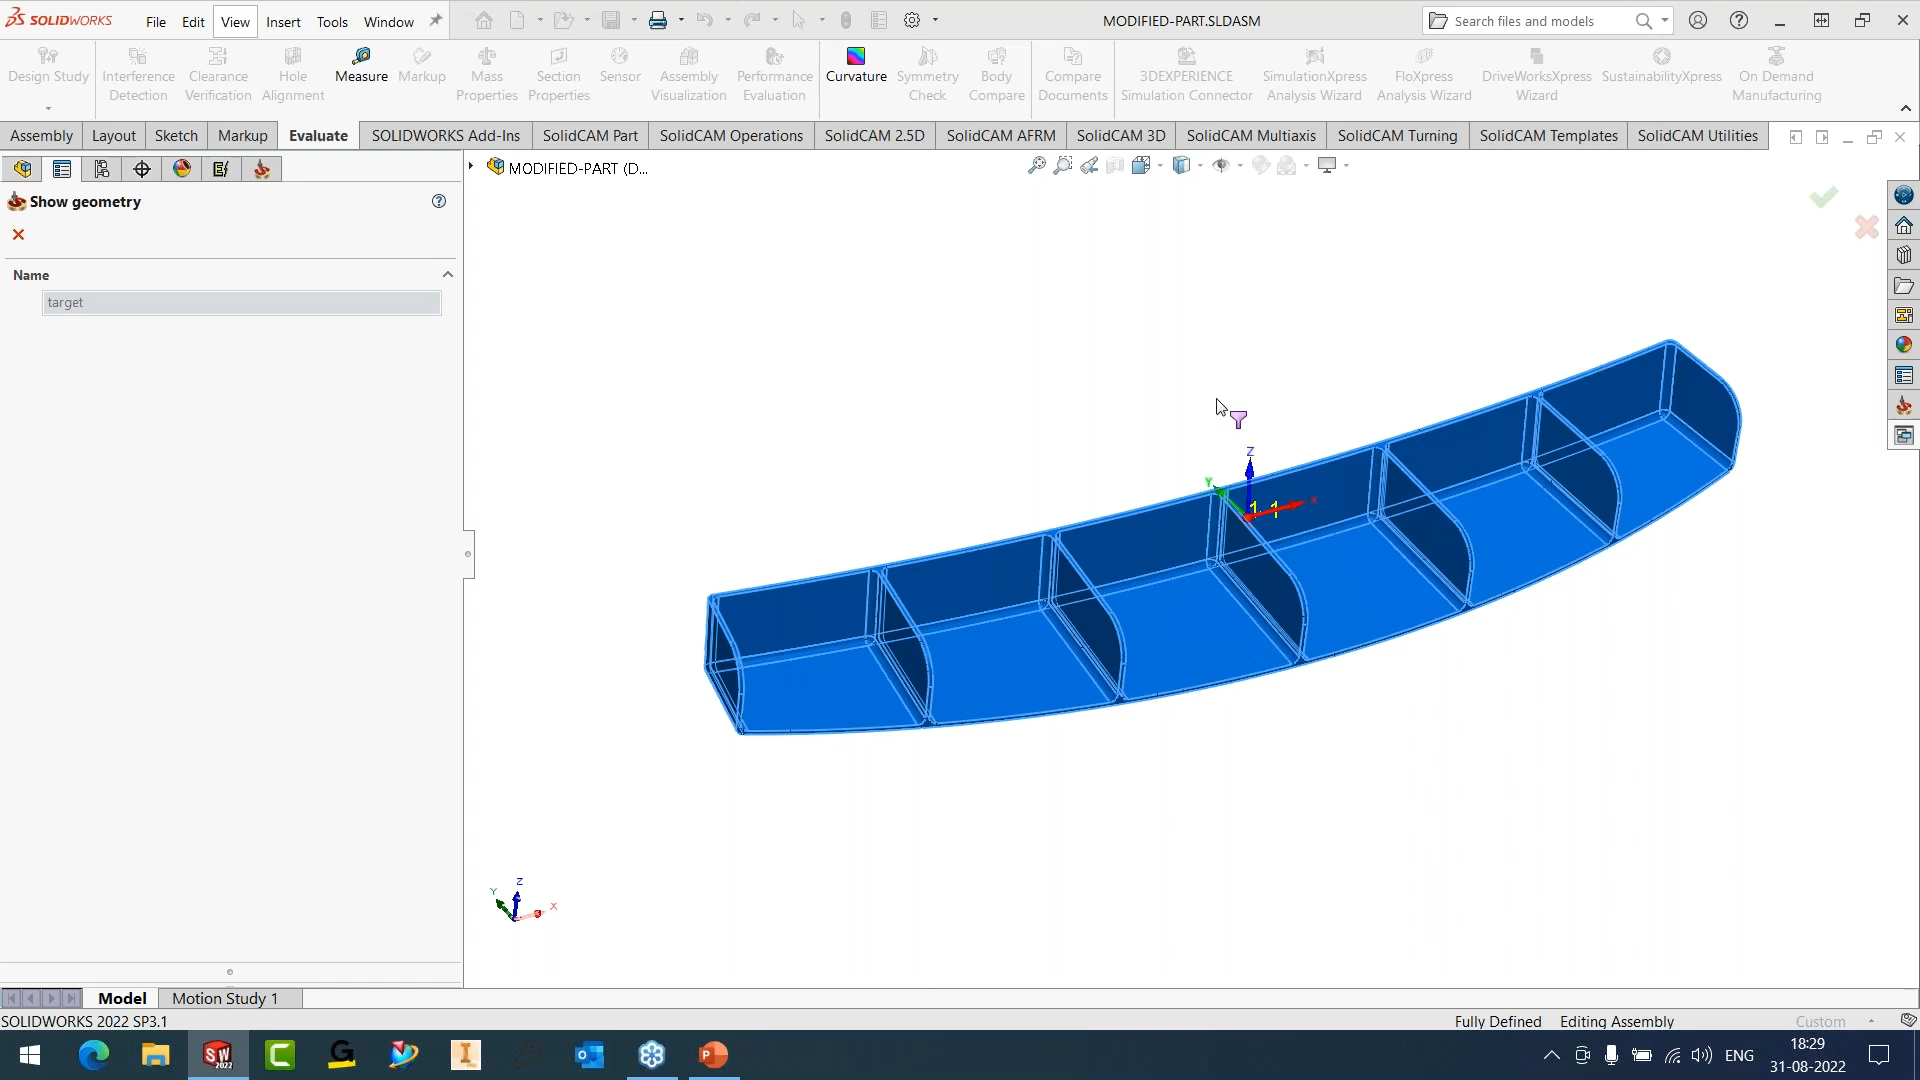 SOLIDWORKS File Edit View Insert Tools Window MODIFIED-PART.SLDASM Search files and models
Design Study
Interference
Detection
Clearance
Verification
Hole
Alignment
Measure
Markup
Mass
Properties
Section
Properties
Sensor
Assembly
Visualization
Performance
Evaluation
Curvature
Symmetry
Check
Body
Compare
Compare
Documents
3DEXPERIENCE
Simulation Connector
SimulationXpress
Analysis Wizard
FloXpress
Analysis Wizard
DriveWorksXpress
Wizard
SustainabilityXpress
On Demand
Manufacturing
Assembly Layout Sketch Markup Evaluate SOLIDWORKS Add-Ins SolidCAM Part SolidCAM Operations SolidCAM 2.5D SolidCAM AFRM SolidCAM 3D SolidCAM Multiaxis SolidCAM Turning SolidCAM Templates SolidCAM Utilities
MODIFIED-PART (D...
Show geometry
Name
target
Z
Y
X
1 1
Z
Y
X
Model Motion Study 1
SOLIDWORKS 2022 SP3.1 Fully Defined Editing Assembly Custom
SW
2022
ENG
18:29
31-08-2022